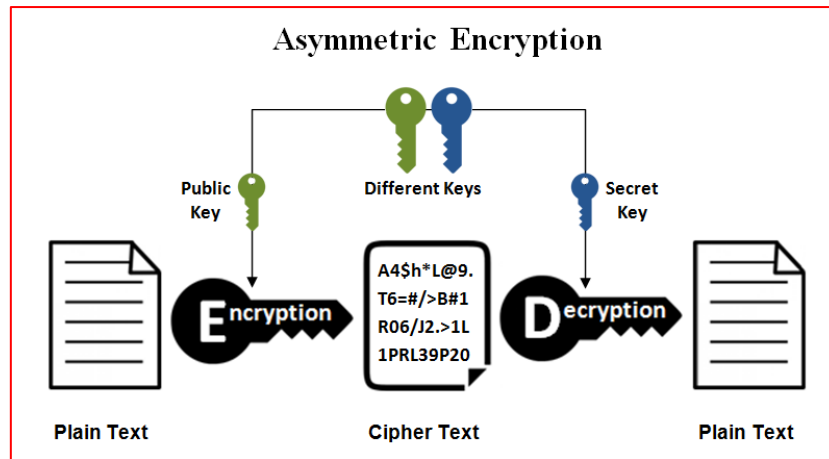 Asymmetric Encryption
Public
Key
Different Keys
Secret
Key
Encryption
A4$h*L@9.
T6=#/>B#1
R06/J2.>1L
1PRL39P20
Decryption
Plain Text
Cipher Text
Plain Text